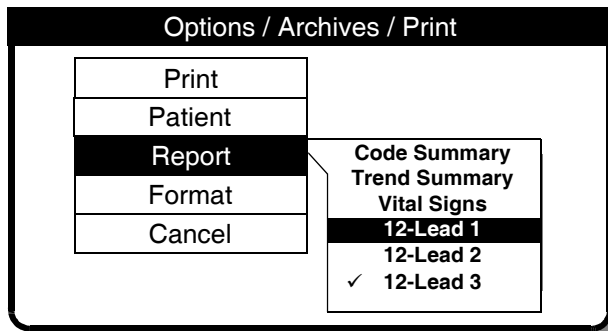 Options / Archives / Print
Print
Patient
Report
Format
Cancel
Code Summary
Trend Summary
Vital Signs
12-Lead 1
12-Lead 2
✓ 12-Lead 3